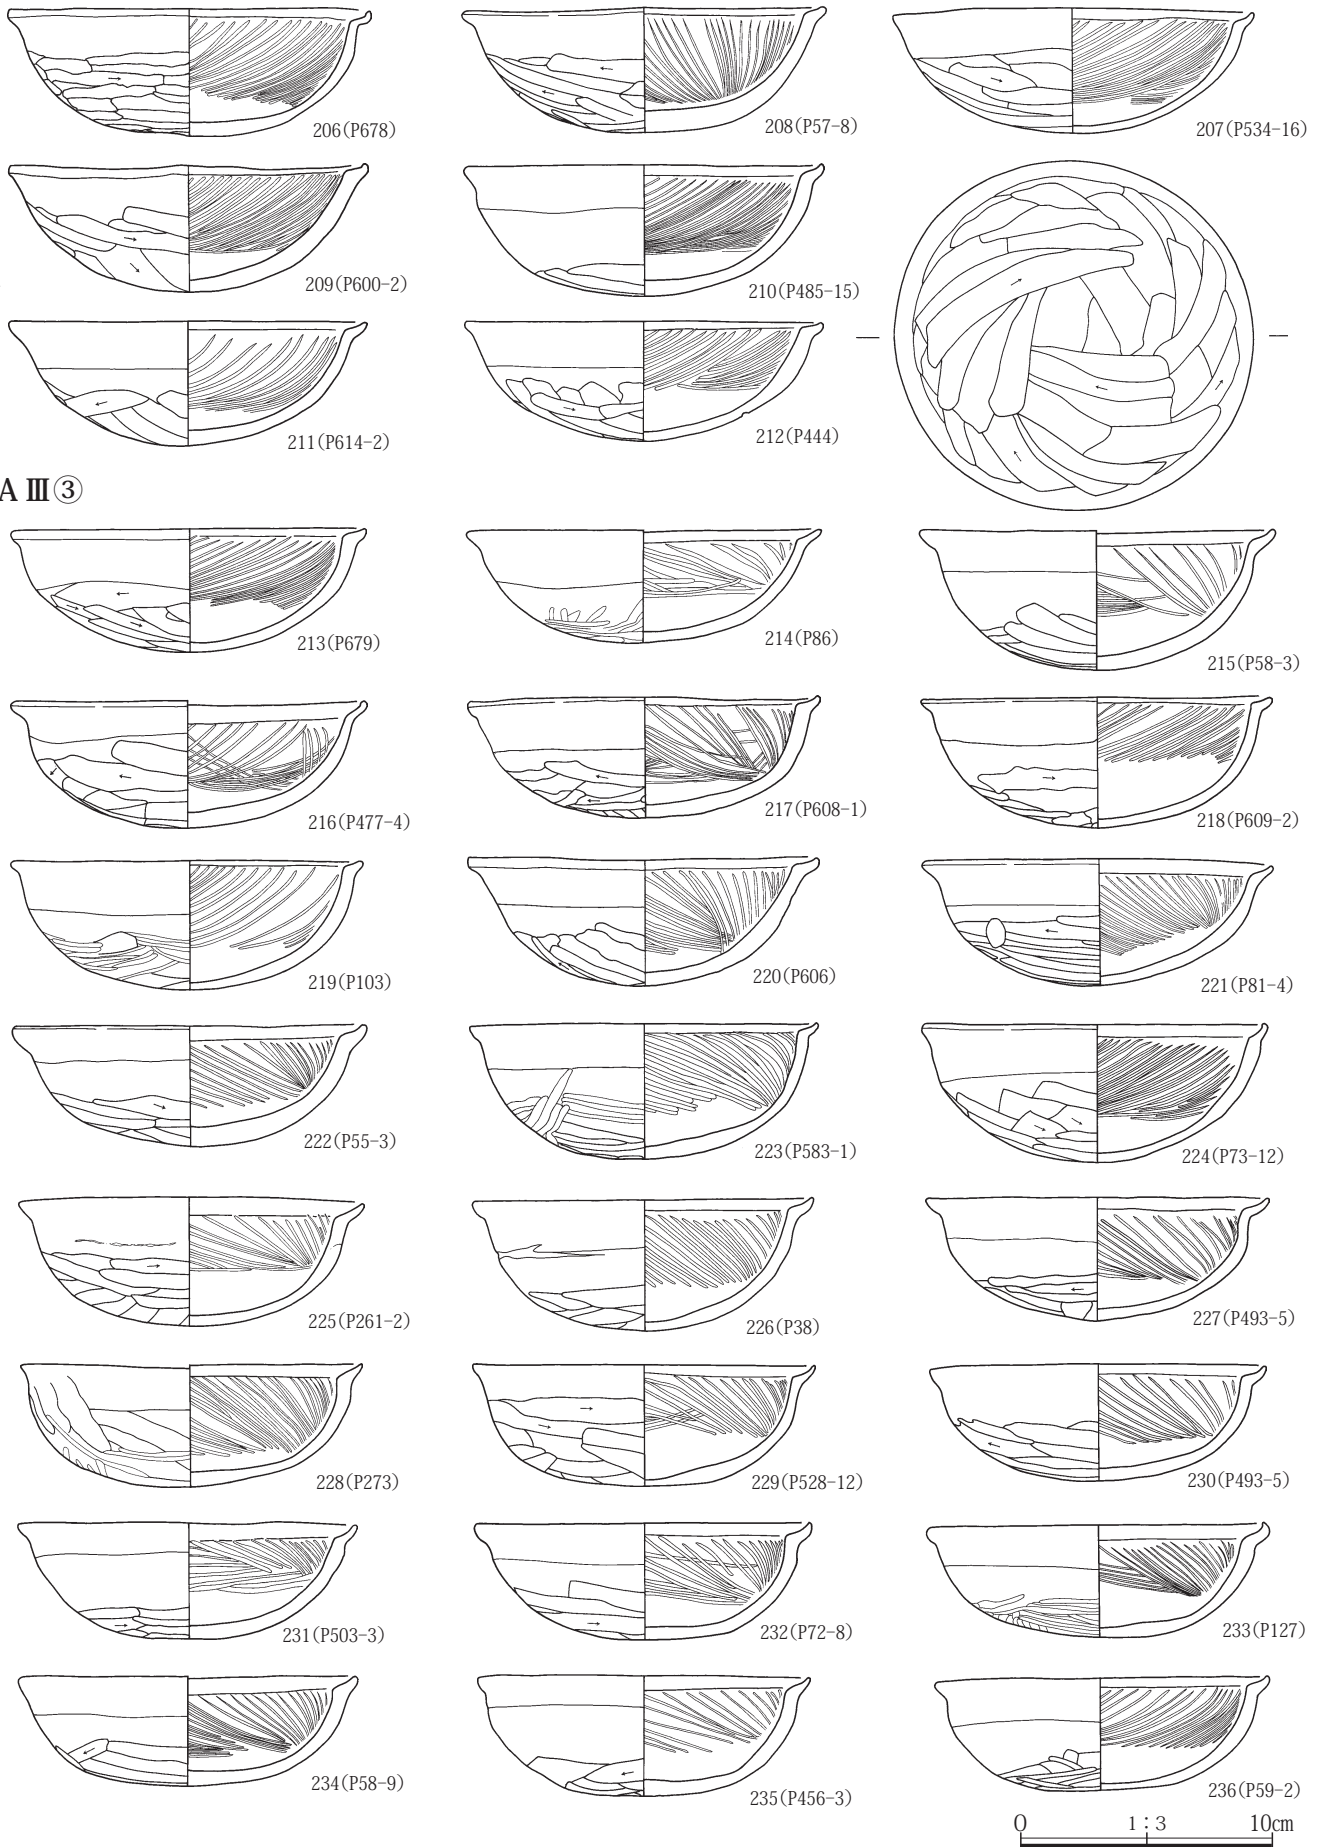 206(P678)
208(P57-8)
207(P534-16)
209(P600-2)
210(P485-15)
211(P614-2)
212(P444)
A Ⅲ③
213(P679)
214(P86)
215(P58-3)
216(P477-4)
217(P608-1)
218(P609-2)
219(P103)
220(P606)
221(P81-4)
222(P55-3)
223(P583-1)
224(P73-12)
225(P261-2)
226(P38)
227(P493-5)
228(P273)
229(P528-12)
230(P493-5)
231(P503-3)
232(P72-8)
233(P127)
234(P58-9)
235(P456-3)
236(P59-2)
0 1:3 10cm